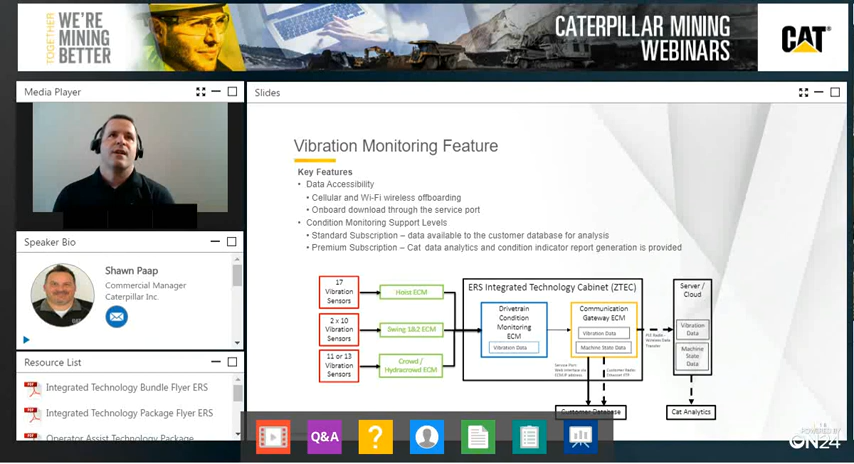 TOGETHER
WE'RE
MINING
BETTER
CATERPILLAR MINING
WEBINARS
CAT
Media Player
Slides
Speaker Bio
Shawn Paap
Commercial Manager
Caterpillar Inc.
Resource List
Integrated Technology Bundle Flyer ERS
Integrated Technology Package Flyer ERS
Operator Assist Technology Package
Vibration Monitoring Feature
Key Features
• Data Accessibility
• Cellular and Wi-Fi wireless offboarding
• Onboard download through the service port
• Condition Monitoring Support Levels
• Standard Subscription – data available to the customer database for analysis
• Premium Subscription – Cat data analytics and condition indicator report generation is provided
17
Vibration
Sensors
2 x 10
Vibration
Sensors
11 or 13
Vibration
Sensors
Hoist ECM
Swing 1&2 ECM
Crowd /
Hydracrowd ECM
ERS Integrated Technology Cabinet (ZTEC)
Drivetrain
Condition
Monitoring
ECM
Vibration Data
Communication
Gateway ECM
Vibration Data
Machine State Data
Server /
Cloud
Vibration
Data
Machine
State
Data
Customer Database
Cat Analytics
Q&A
?
POWERED BY
ON24